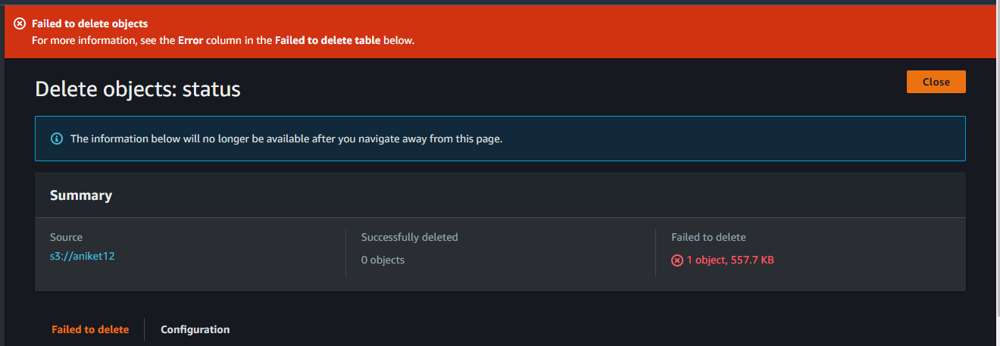 Failed to delete objects
For more information, see the Error column in the Failed to delete table below.
Delete objects: status
Close
The information below will no longer be available after you navigate away from this page.
Summary
Source
Successfully deleted
Failed to delete
s3://aniket12
0 objects
1 object, 557.7 KB
Failed to delete
Configuration